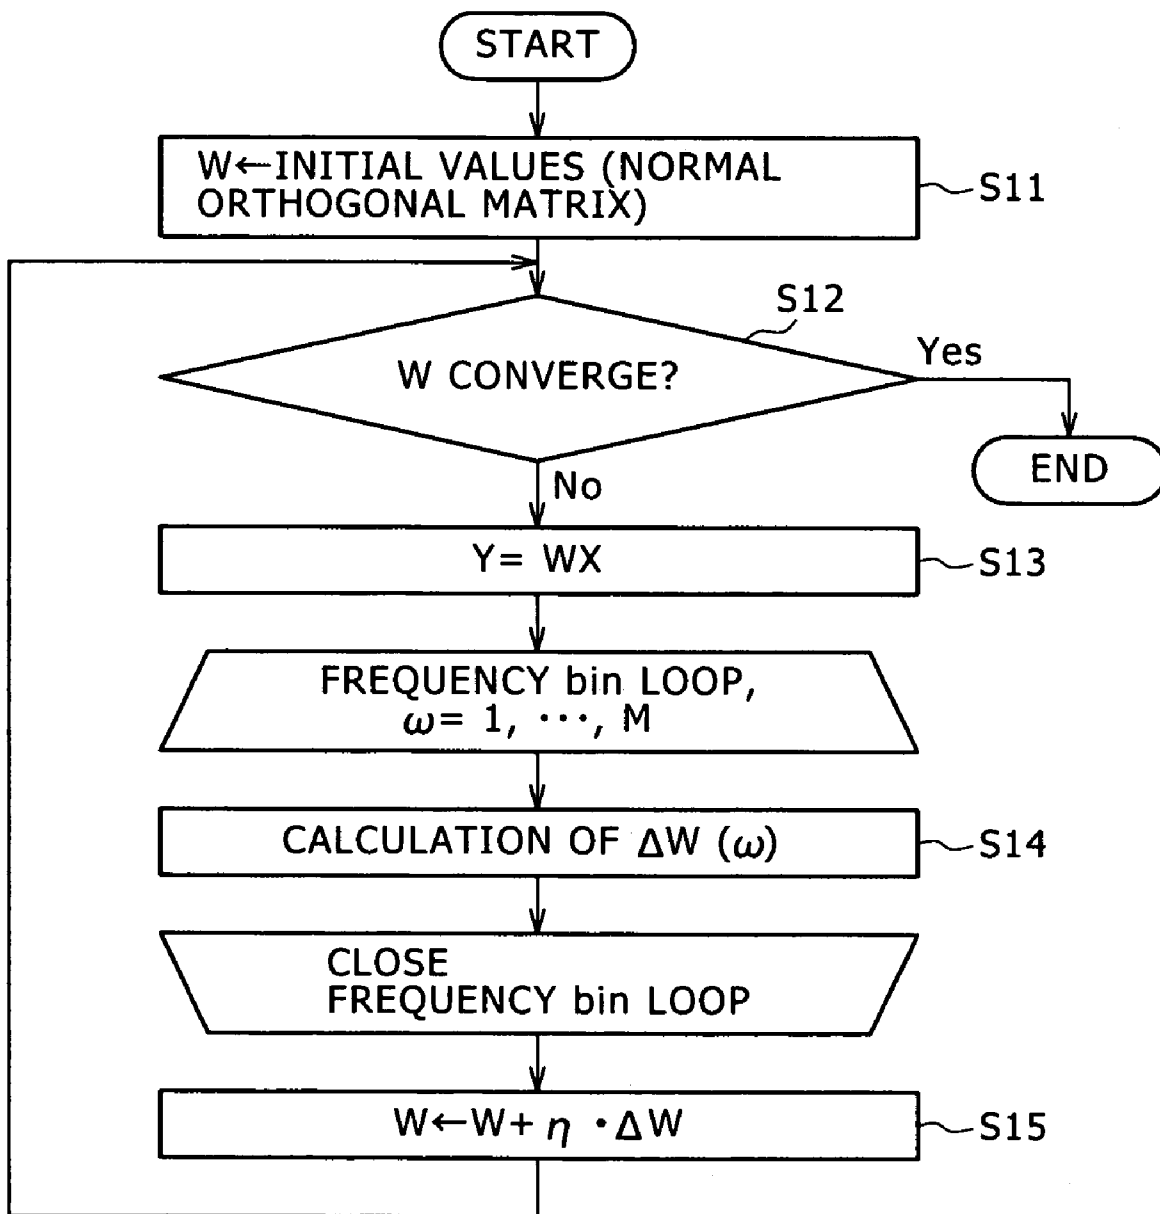 START
W←INITIAL VALUES (NORMAL
ORTHOGONAL MATRIX)
S11
S12
W CONVERGE?
Yes
END
No
Y= WX
S13
FREQUENCY bin LOOP,
ω= 1, ···, M
CALCULATION OF ΔW (ω)
S14
CLOSE
FREQUENCY bin LOOP
W←W+ η ·ΔW
S15